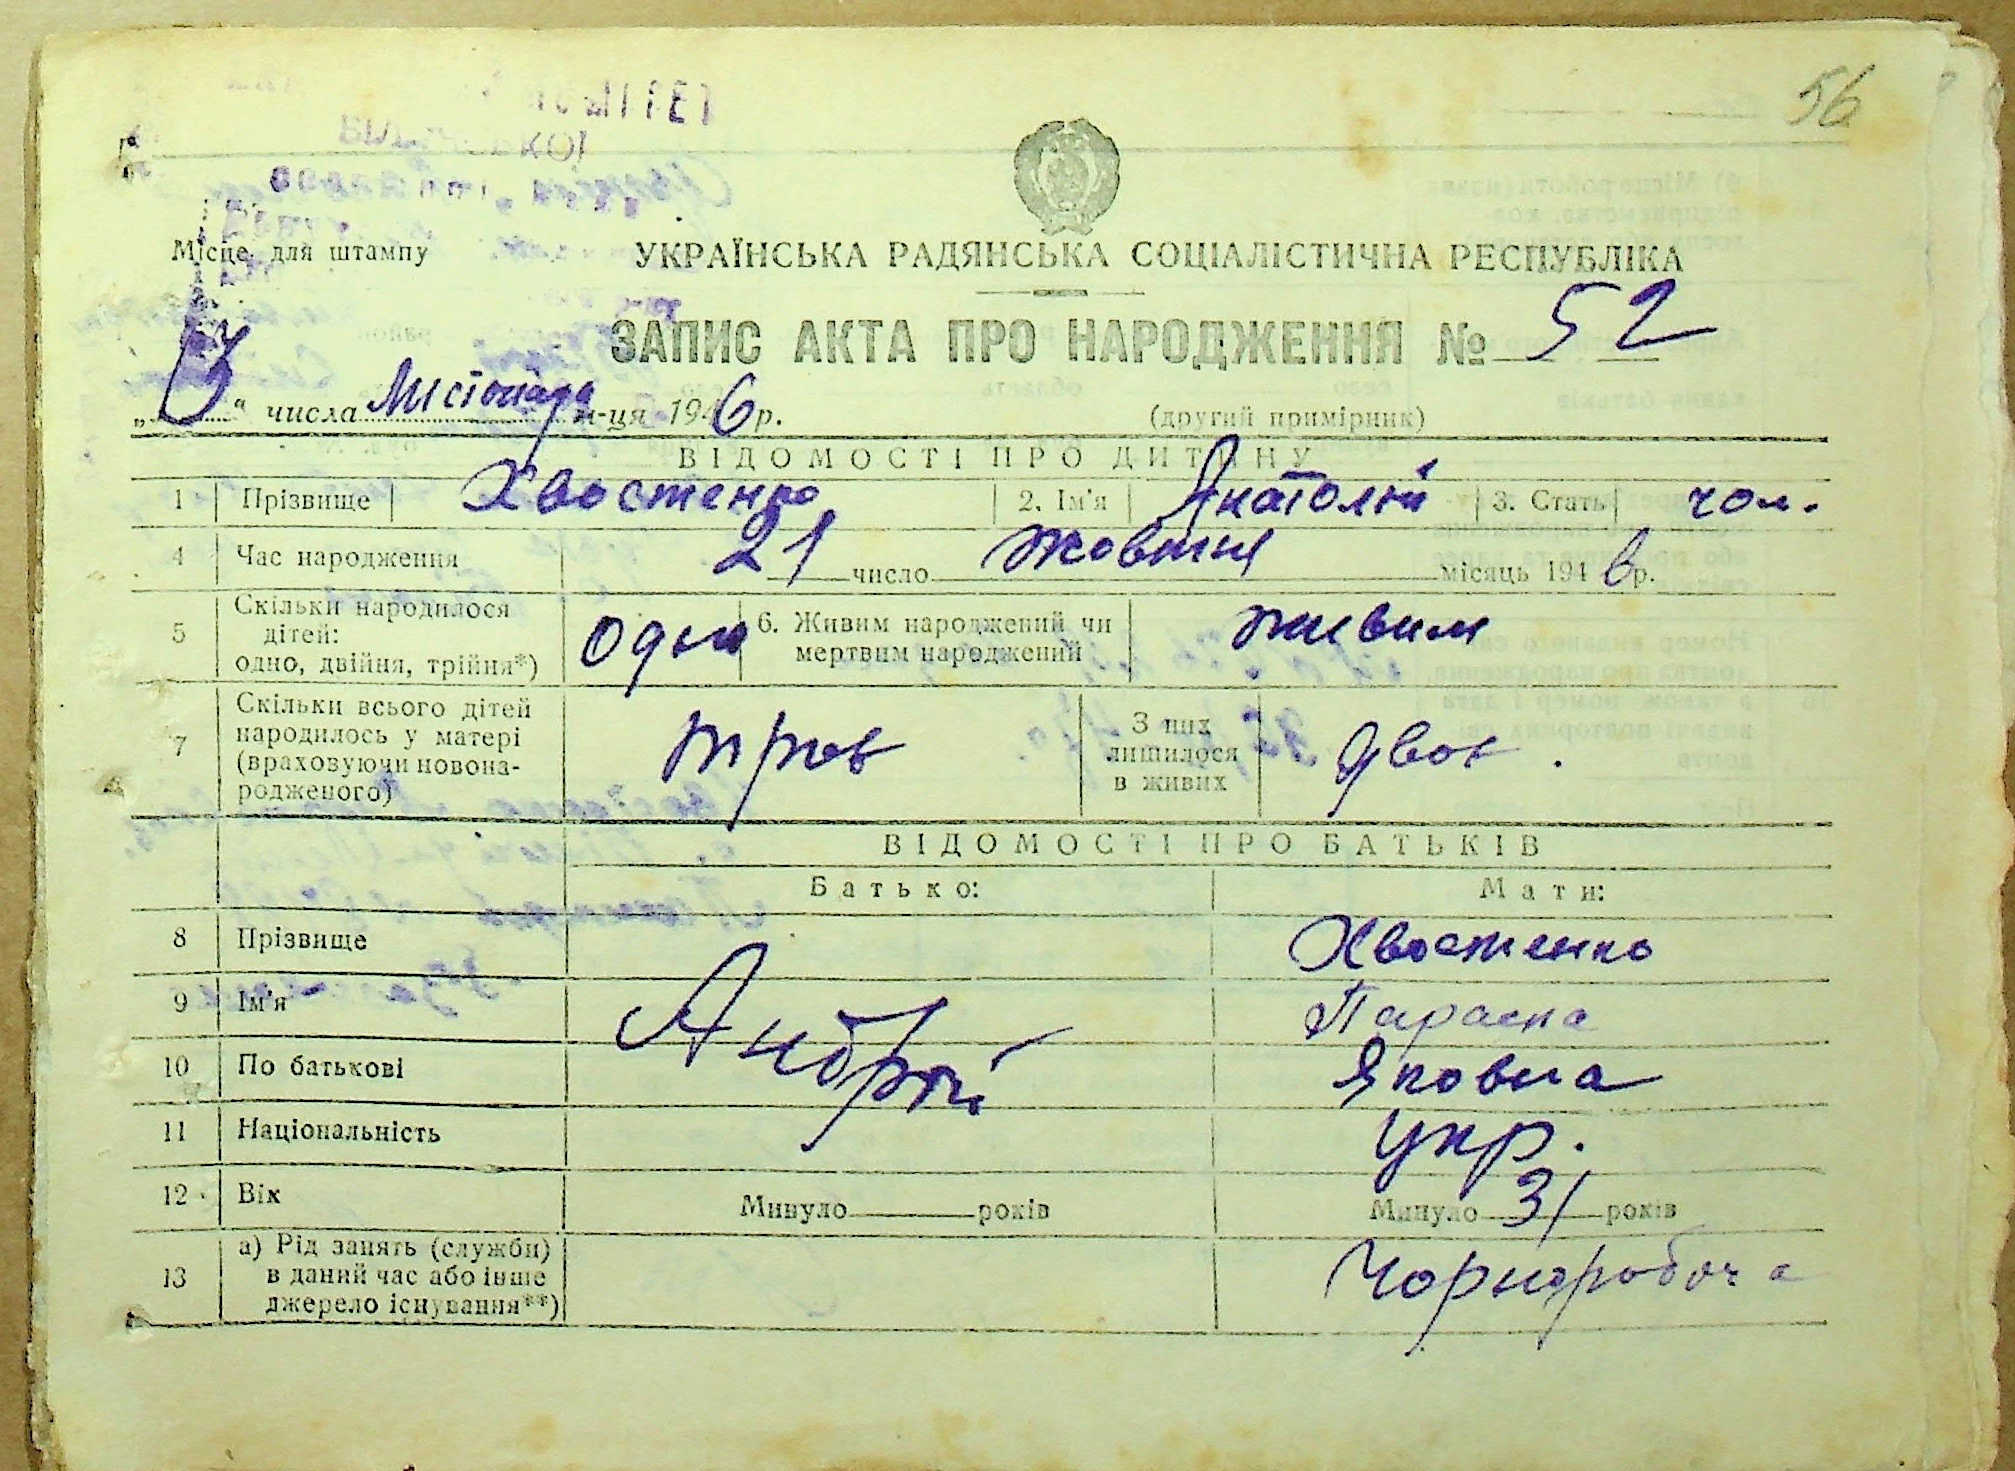 56
Місце для штампу
УКРАЇНСЬКА РАДЯНСЬКА СОЦІАЛІСТИЧНА РЕСПУБЛІКА
ЗАПИС АКТА ПРО НАРОДЖЕННЯ № 52
„ “ числа Листопада м-ця 1946 р.
(другий примірник)
ВІДОМОСТІ ПРО ДИТИНУ
1 Прізвище Хвостенко 2. Ім'я Анатолій 3. Стать чол.
4 Час народження 21 число жовтня місяць 1946 р.
5 Скільки народилося
дітей:
одно, двійня, трійня*)
одно
6. Живим народжений чи
мертвим народжений
живим
7 Скільки всього дітей
народилось у матері
(враховуючи новона-
родженого)
троє
З них
лишилося
в живих
двоє.
ВІДОМОСТІ ПРО БАТЬКІВ
Батько: Мати:
8 Прізвище Хвостенко
9 Ім'я Андрій Параска
10 По батькові Яковна
11 Національність укр.
12 Вік Минуло років Минуло 31 років
13 а) Рід занять (служби)
в даний час або інше
джерело існування**)
Чорноробоча